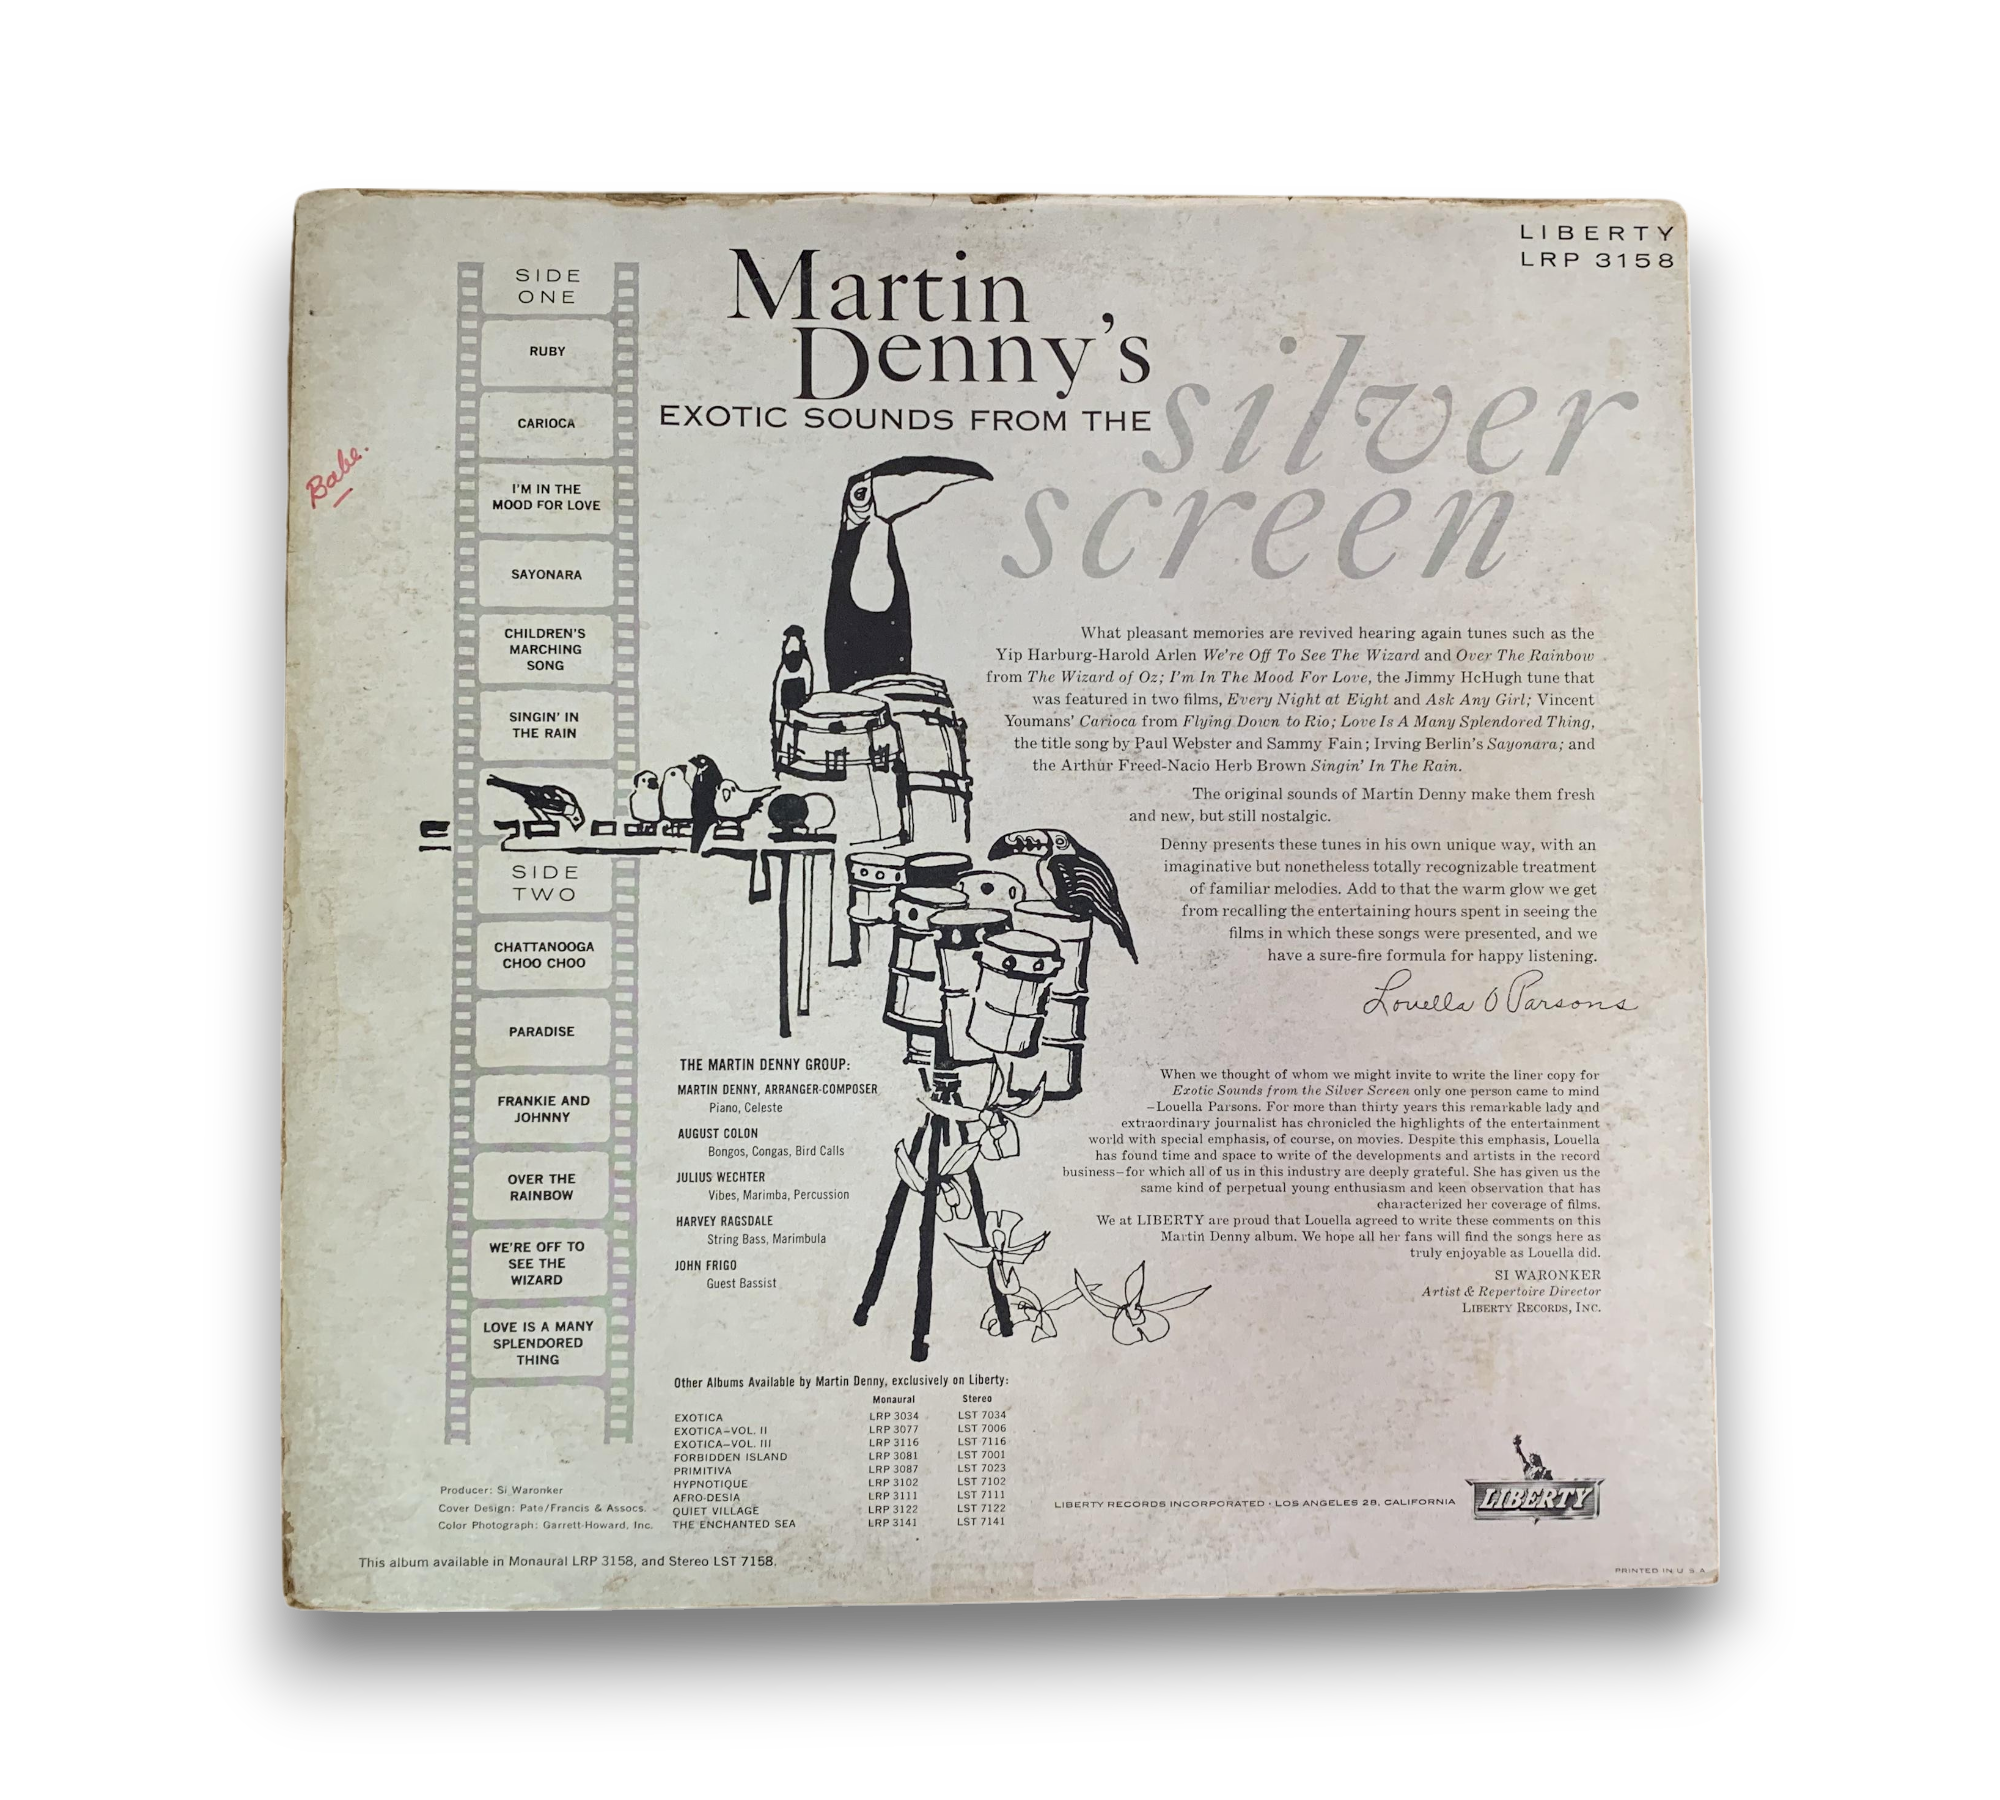 LIBERTY
LRP 3158
Martin
Denny's
EXOTIC SOUNDS FROM THE
silver
screen
Babe.
SIDE
ONE
RUBY
CARIOCA
I'M IN THE
MOOD FOR LOVE
SAYONARA
CHILDREN'S
MARCHING
SONG
SINGIN' IN
THE RAIN
SIDE
TWO
CHATTANOOGA
CHOO CHOO
PARADISE
FRANKIE AND
JOHNNY
OVER THE
RAINBOW
WE'RE OFF TO
SEE THE
WIZARD
LOVE IS A MANY
SPLENDORED
THING
What pleasant memories are revived hearing again tunes such as the
Yip Harburg-Harold Arlen We're Off To See The Wizard and Over The Rainbow
from The Wizard of Oz; I'm In The Mood For Love, the Jimmy McHugh tune that
was featured in two films, Every Night at Eight and Ask Any Girl; Vincent
Youmans' Carioca from Flying Down to Rio; Love Is A Many Splendored Thing,
the title song by Paul Webster and Sammy Fain; Irving Berlin's Sayonara; and
the Arthur Freed-Nacio Herb Brown Singin' In The Rain.
The original sounds of Martin Denny make them fresh
and new, but still nostalgic.
Denny presents these tunes in his own unique way, with an
imaginative but nonetheless totally recognizable treatment
of familiar melodies. Add to that the warm glow we get
from recalling the entertaining hours spent in seeing the
films in which these songs were presented, and we
have a sure-fire formula for happy listening.
Louella O Parsons
When we thought of whom we might invite to write the liner copy for
Exotic Sounds from the Silver Screen only one person came to mind
—Louella Parsons. For more than thirty years this remarkable lady and
extraordinary journalist has chronicled the highlights of the entertainment
world with special emphasis, of course, on movies. Despite this emphasis, Louella
has found time and space to write of the developments and artists in the record
business—for which all of us in this industry are deeply grateful. She has given us the
same kind of perpetual young enthusiasm and keen observation that has
characterized her coverage of films.
We at LIBERTY are proud that Louella agreed to write these comments on this
Martin Denny album. We hope all her fans will find the songs here as
truly enjoyable as Louella did.
SI WARONKER
Artist & Repertoire Director
LIBERTY RECORDS, INC.
THE MARTIN DENNY GROUP:
MARTIN DENNY, ARRANGER-COMPOSER
Piano, Celeste
AUGUST COLON
Bongos, Congas, Bird Calls
JULIUS WECHTER
Vibes, Marimba, Percussion
HARVEY RAGSDALE
String Bass, Marimbula
JOHN FRIGO
Guest Bassist
Other Albums Available by Martin Denny, exclusively on Liberty:
Monaural Stereo
EXOTICA LRP 3034 LST 7034
EXOTICA—VOL. II LRP 3077 LST 7006
EXOTICA—VOL. III LRP 3116 LST 7116
FORBIDDEN ISLAND LRP 3081 LST 7001
PRIMITIVA LRP 3087 LST 7023
HYPNOTIQUE LRP 3102 LST 7102
AFRO-DESIA LRP 3111 LST 7111
QUIET VILLAGE LRP 3122 LST 7122
THE ENCHANTED SEA LRP 3141 LST 7141
Producer: Si Waronker
Cover Design: Pate/Francis & Assocs.
Color Photograph: Garrett-Howard, Inc.
This album available in Monaural LRP 3158, and Stereo LST 7158.
LIBERTY RECORDS INCORPORATED • LOS ANGELES 28, CALIFORNIA
LIBERTY
PRINTED IN U.S.A.